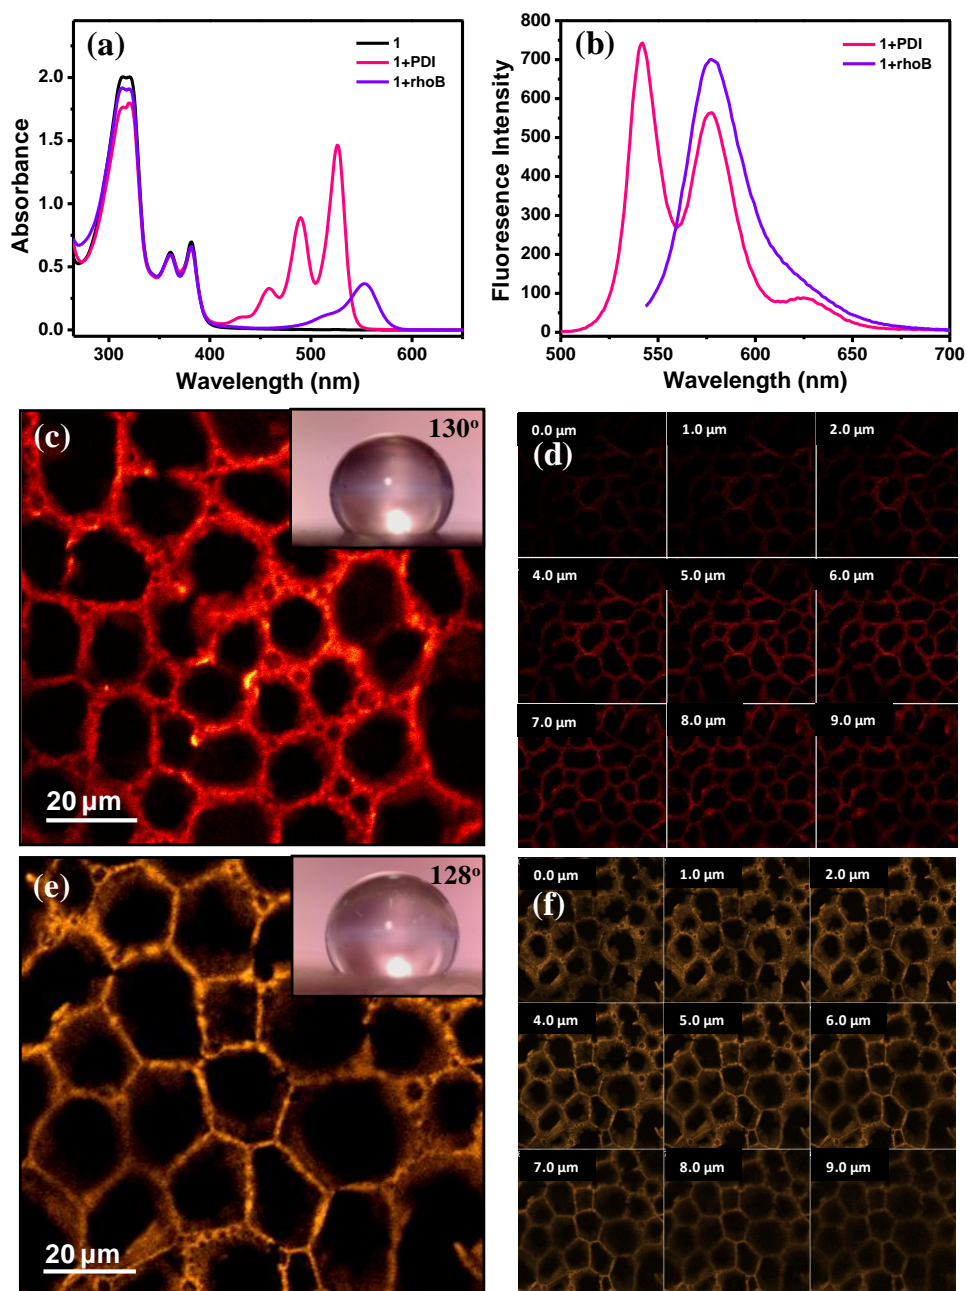 (a)
1
1+PDI
1+rhoB
Absorbance
2.0
1.5
1.0
0.5
0.0
300
400
500
600
Wavelength (nm)
(b)
1+PDI
1+rhoB
Fluoresence Intensity
800
700
600
500
400
300
200
100
0
500
550
600
650
700
Wavelength (nm)
(c)
130°
20 µm
(d)
0.0 µm
1.0 µm
2.0 µm
4.0 µm
5.0 µm
6.0 µm
7.0 µm
8.0 µm
9.0 µm
(e)
128°
20 µm
(f)
0.0 µm
1.0 µm
2.0 µm
4.0 µm
5.0 µm
6.0 µm
7.0 µm
8.0 µm
9.0 µm